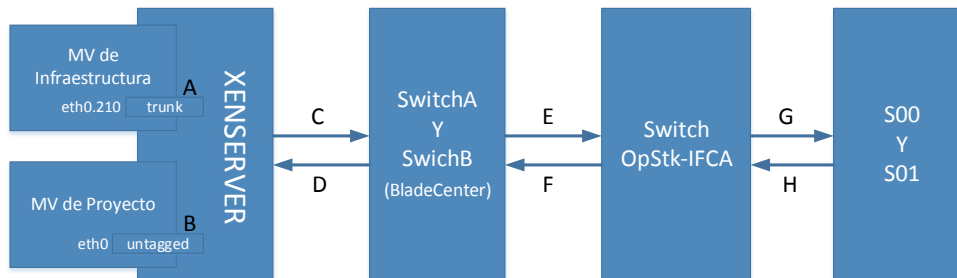 MV de
Infraestructura
A
eth0.210 trunk
MV de Proyecto
B
eth0 untagged
XENSERVER
C
D
SwitchA
Y
SwichB
(BladeCenter)
E
F
Switch
OpStk-IFCA
G
H
S00
Y
S01